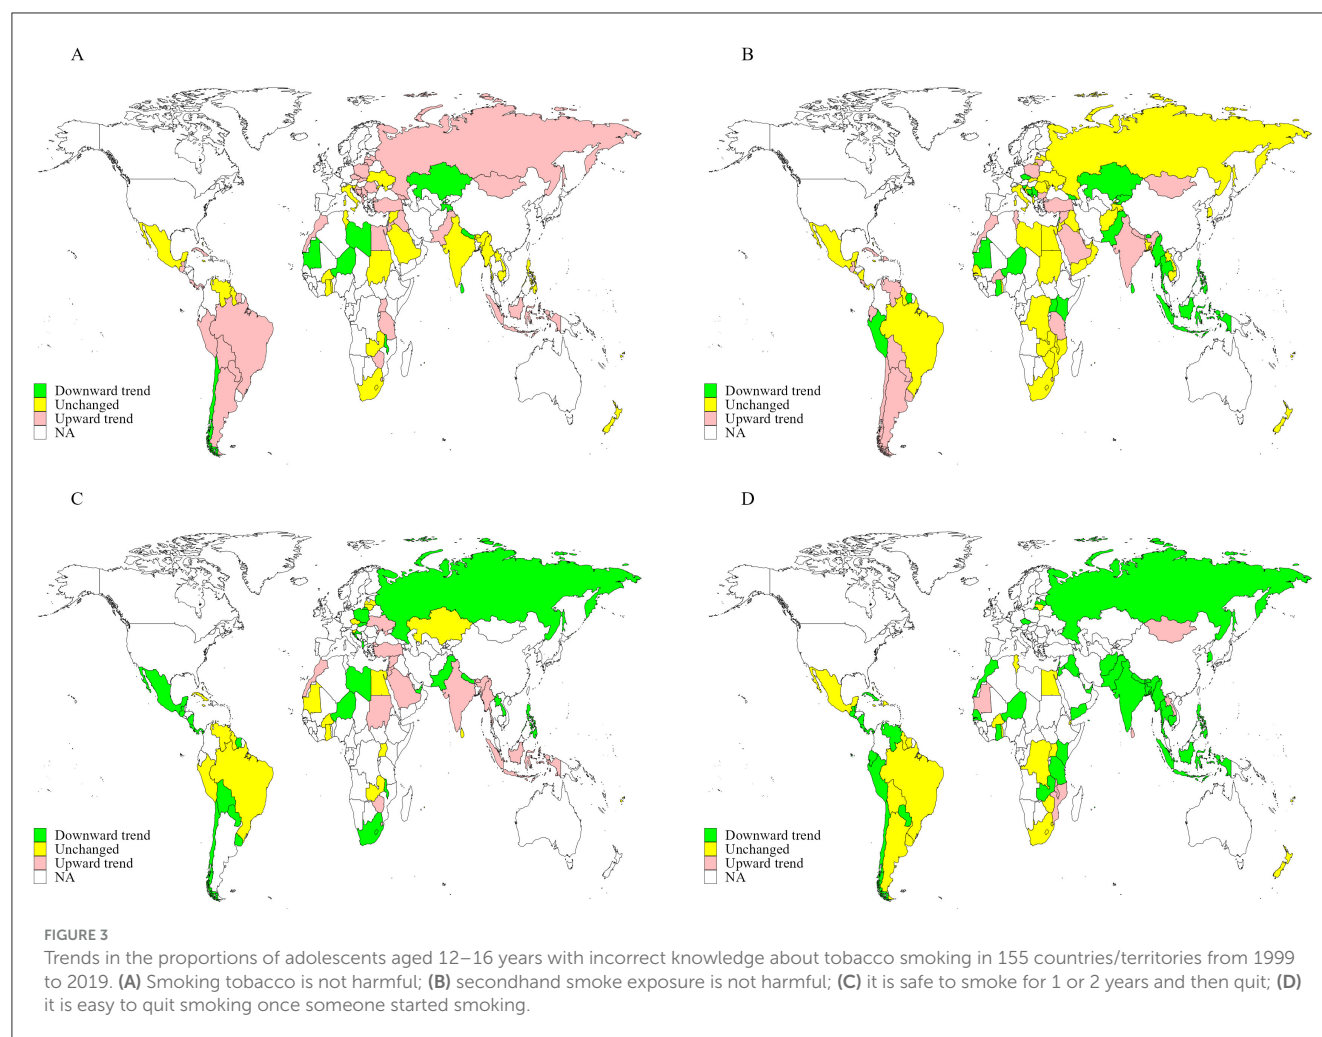 A
B
Downward trend
Unchanged
Upward trend
NA
Downward trend
Unchanged
Upward trend
NA
C
D
Downward trend
Unchanged
Upward trend
NA
Downward trend
Unchanged
Upward trend
NA
FIGURE 3
Trends in the proportions of adolescents aged 12–16 years with incorrect knowledge about tobacco smoking in 155 countries/territories from 1999
to 2019. (A) Smoking tobacco is not harmful; (B) secondhand smoke exposure is not harmful; (C) it is safe to smoke for 1 or 2 years and then quit; (D)
it is easy to quit smoking once someone started smoking.